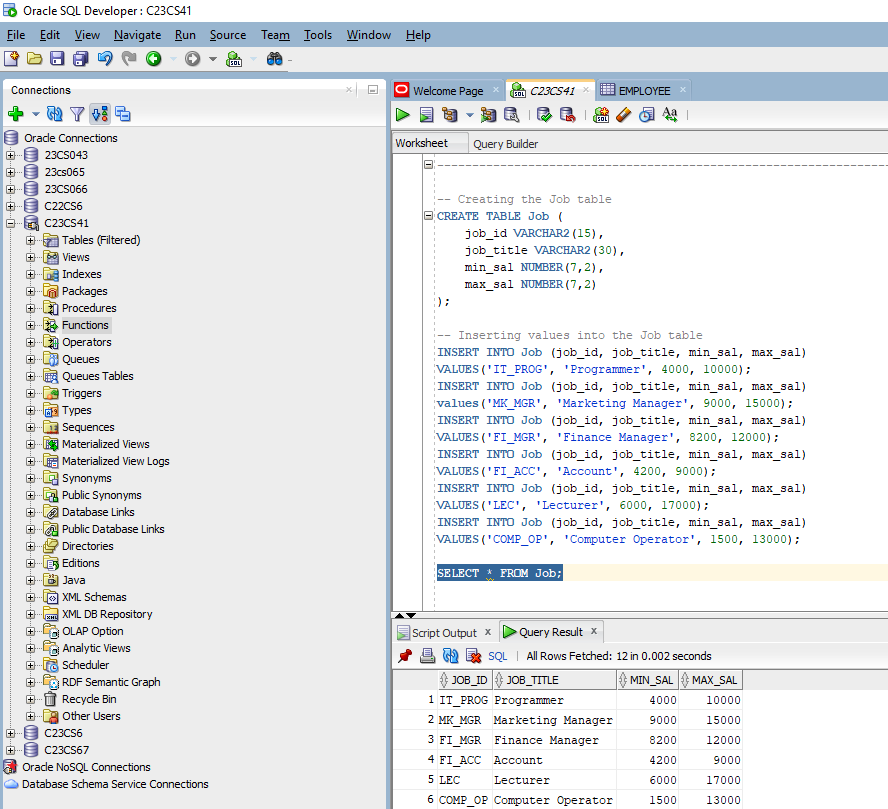 Oracle SQL Developer : C23CS41
File Edit View Navigate Run Source Team Tools Window Help
Connections
Oracle Connections
23CS043
23cs065
23CS066
C22CS6
C23CS41
Tables (Filtered)
Views
Indexes
Packages
Procedures
Functions
Operators
Queues
Queues Tables
Triggers
Types
Sequences
Materialized Views
Materialized View Logs
Synonyms
Public Synonyms
Database Links
Public Database Links
Directories
Editions
Java
XML Schemas
XML DB Repository
OLAP Option
Analytic Views
Scheduler
RDF Semantic Graph
Recycle Bin
Other Users
C23CS6
C23CS67
Oracle NoSQL Connections
Database Schema Service Connections
Welcome Page C23CS41 EMPLOYEE
Worksheet Query Builder
-- Creating the Job table
CREATE TABLE Job (
job_id VARCHAR2(15),
job_title VARCHAR2(30),
min_sal NUMBER(7,2),
max_sal NUMBER(7,2)
);
-- Inserting values into the Job table
INSERT INTO Job (job_id, job_title, min_sal, max_sal)
VALUES('IT_PROG', 'Programmer', 4000, 10000);
INSERT INTO Job (job_id, job_title, min_sal, max_sal)
values('MK_MGR', 'Marketing Manager', 9000, 15000);
INSERT INTO Job (job_id, job_title, min_sal, max_sal)
VALUES('FI_MGR', 'Finance Manager', 8200, 12000);
INSERT INTO Job (job_id, job_title, min_sal, max_sal)
VALUES('FI_ACC', 'Account', 4200, 9000);
INSERT INTO Job (job_id, job_title, min_sal, max_sal)
VALUES('LEC', 'Lecturer', 6000, 17000);
INSERT INTO Job (job_id, job_title, min_sal, max_sal)
VALUES('COMP_OP', 'Computer Operator', 1500, 13000);
SELECT * FROM Job;
Script Output x Query Result x
SQL | All Rows Fetched: 12 in 0.002 seconds
JOB_ID JOB_TITLE MIN_SAL MAX_SAL
1 IT_PROG Programmer 4000 10000
2 MK_MGR Marketing Manager 9000 15000
3 FI_MGR Finance Manager 8200 12000
4 FI_ACC Account 4200 9000
5 LEC Lecturer 6000 17000
6 COMP_OP Computer Operator 1500 13000